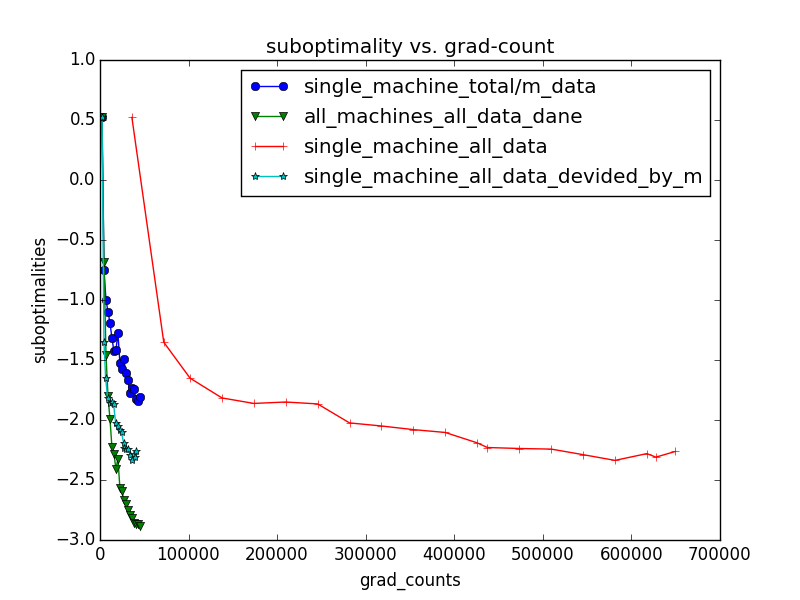 suboptimality vs. grad-count
single_machine_total/m_data
all_machines_all_data_dane
single_machine_all_data
single_machine_all_data_devided_by_m
suboptimalities
1.0
0.5
0.0
−0.5
−1.0
−1.5
−2.0
−2.5
−3.0
0 100000 200000 300000 400000 500000 600000 700000
grad_counts